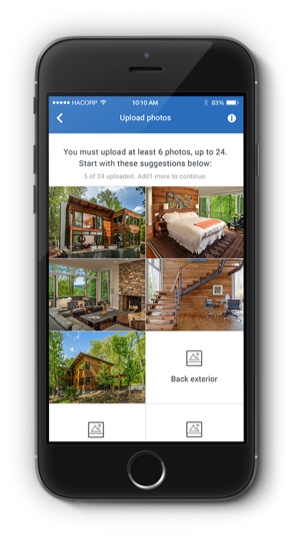 ●●●●● HACORP 10:10 AM 83%
Upload photos
You must upload at least 6 photos, up to 24.
Start with these suggestions below:
5 of 24 uploaded. Add1 more to continue.
Back exterior